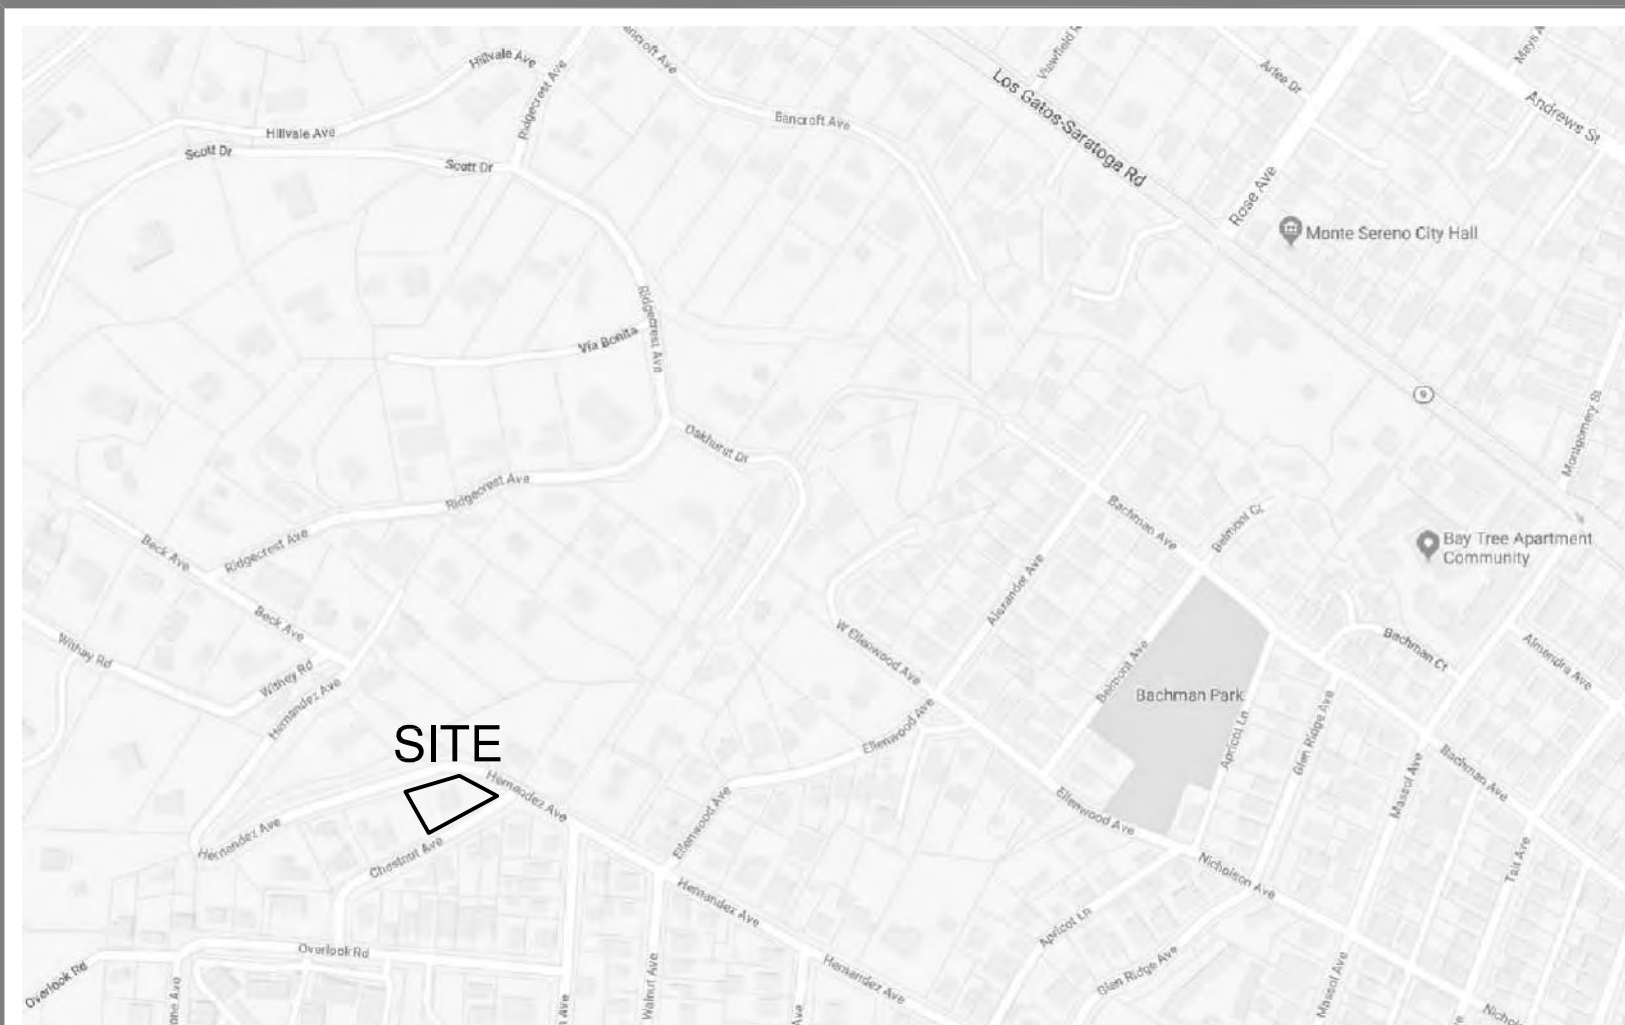 Hillvale Ave
Ridgecrest Ave
Bancroft Ave
Los Gatos-Saratoga Rd
Arlee Dr
Andrews St
Hillvale Ave
Scott Dr
Scott Dr
Bancroft Ave
Rose Ave
Monte Sereno City Hall
Ridgecrest Ave
Via Bonita
9
Montgomery St
Oakhurst Dr
Ridgecrest Ave
Ridgecrest Ave
Beck Ave
Beck Ave
Bachman Ave
Belmont Ct
Bay Tree Apartment
Community
Alexander Ave
W Ellenwood Ave
Withey Rd
Withey Rd
Hernandez Ave
Belmont Ave
Bachman Park
Bachman Ct
Almendra Ave
SITE
Ellenwood Ave
Apricot Ln
Glen Ridge Ave
Massol Ave
Bachman Ave
Hernandez Ave
Hernandez Ave
Chestnut Ave
Ellenwood Ave
Ellenwood Ave
Nicholson Ave
Tait Ave
Hernandez Ave
Apricot Ln
Overlook Rd
Overlook Rd
Walnut Ave
Hernandez Ave
Glen Ridge Ave
Massol Ave
one Ave
Ave
Ave